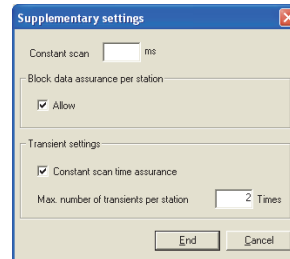 Supplementary settings
Constant scan ms
Block data assurance per station
Allow
Transient settings
Constant scan time assurance
Max. number of transients per station 2 Times
End Cancel